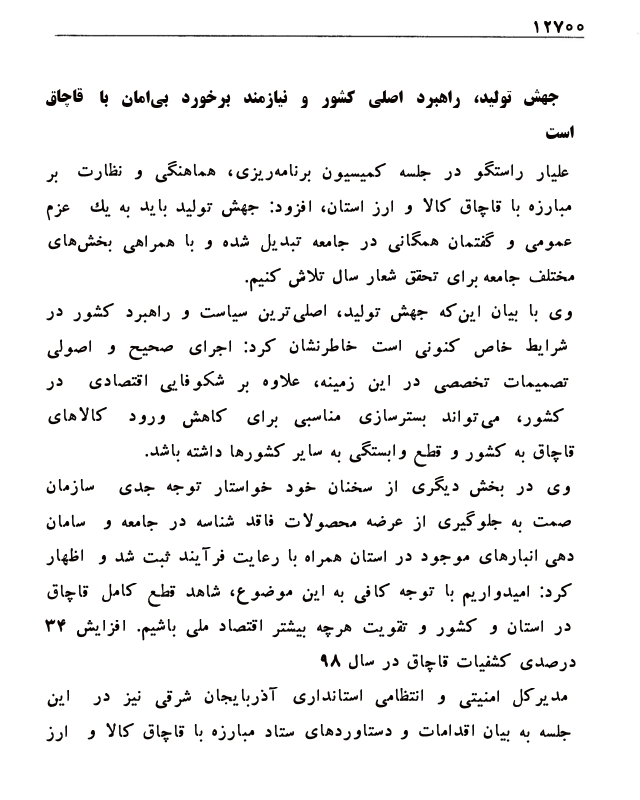 ۱۲۷۰۰
جهش تولید، راهبرد اصلی کشور و نیازمند برخورد بی‌امان با قاچاق
است
علیار راستگو در جلسه کمیسیون برنامه‌ریزی، هماهنگی و نظارت بر
مبارزه با قاچاق کالا و ارز استان، افزود: جهش تولید باید به یك عزم
عمومی و گفتمان همگانی در جامعه تبدیل شده و با همراهی بخش‌های
مختلف جامعه برای تحقق شعار سال تلاش کنیم.
وی با بیان این‌که جهش تولید، اصلی‌ترین سیاست و راهبرد کشور در
شرایط خاص کنونی است خاطرنشان کرد: اجرای صحیح و اصولی
تصمیمات تخصصی در این زمینه، علاوه بر شکوفایی اقتصادی در
کشور، می‌تواند بسترسازی مناسبی برای کاهش ورود کالاهای
قاچاق به کشور و قطع وابستگی به سایر کشورها داشته باشد.
وی در بخش دیگری از سخنان خود خواستار توجه جدی سازمان
صمت به جلوگیری از عرضه محصولات فاقد شناسه در جامعه و سامان
دهی انبارهای موجود در استان همراه با رعایت فرآیند ثبت شد و اظهار
کرد: امیدواریم با توجه کافی به این موضوع، شاهد قطع کامل قاچاق
در استان و کشور و تقویت هرچه بیشتر اقتصاد ملی باشیم. افزایش ۳۴
درصدی کشفیات قاچاق در سال ۹۸
مدیرکل امنیتی و انتظامی استانداری آذربایجان شرقی نیز در این
جلسه به بیان اقدامات و دستاوردهای ستاد مبارزه با قاچاق کالا و ارز